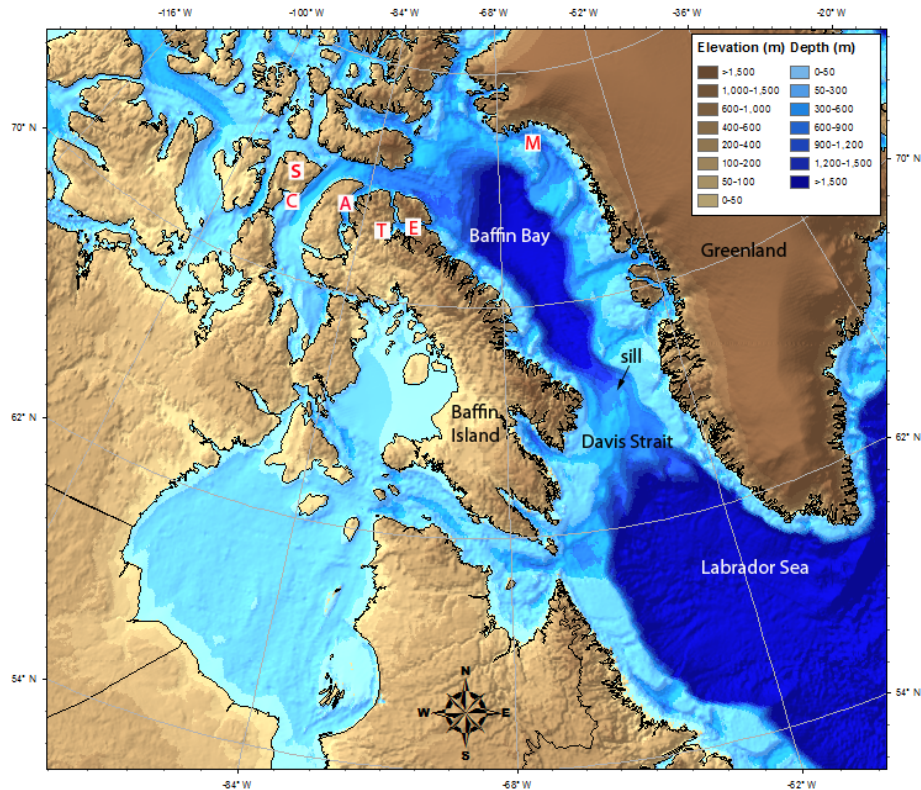 -116°W -100°W -84°W -68°W -52°W -36°W -20°W
Elevation (m) Depth (m)
>1,500 0-50
1,000-1,500 50-300
600-1,000 300-600
400-600 600-900
200-400 900-1,200
100-200 1,200-1,500
50-100 >1,500
0-50
70° N
M
70° N
S
C
A
T
E
Baffin Bay
Greenland
sill
62° N
Baffin
Island
Davis Strait
62° N
Labrador Sea
54° N
N
W E
S
54° N
-84°W -68°W -52°W